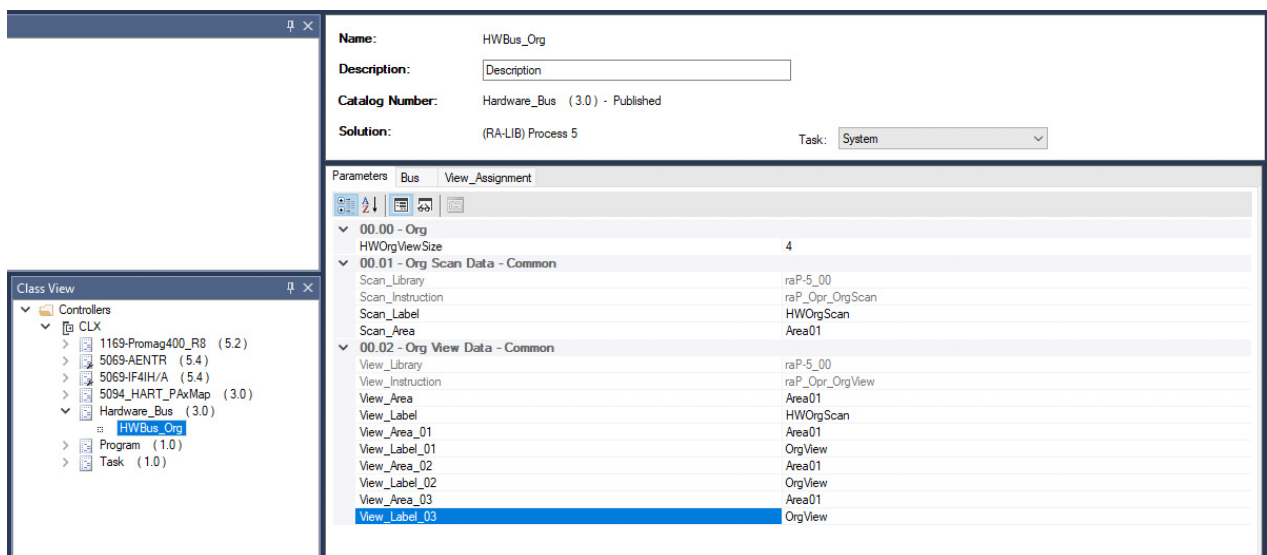 Name: HWBus_Org
Description: Description
Catalog Number: Hardware_Bus (3.0) - Published
Solution: (RA-LIB) Process 5
Task: System
Parameters Bus View_Assignment
00.00 - Org
HWOrgViewSize 4
00.01 - Org Scan Data - Common
Scan_Library raP-5_00
Scan_Instruction raP_Opr_OrgScan
Scan_Label HWOrgScan
Scan_Area Area01
00.02 - Org View Data - Common
View_Library raP-5_00
View_Instruction raP_Opr_OrgView
View_Area Area01
View_Label HWOrgScan
View_Area_01 Area01
View_Label_01 OrgView
View_Area_02 Area01
View_Label_02 OrgView
View_Area_03 Area01
View_Label_03 OrgView
Class View
Controllers
CLX
1169-Promag400_R8 (5.2)
5069-AENTR (5.4)
5069-IF4IH/A (5.4)
5094_HART_PAxMap (3.0)
Hardware_Bus (3.0)
HWBus_Org
Program (1.0)
Task (1.0)